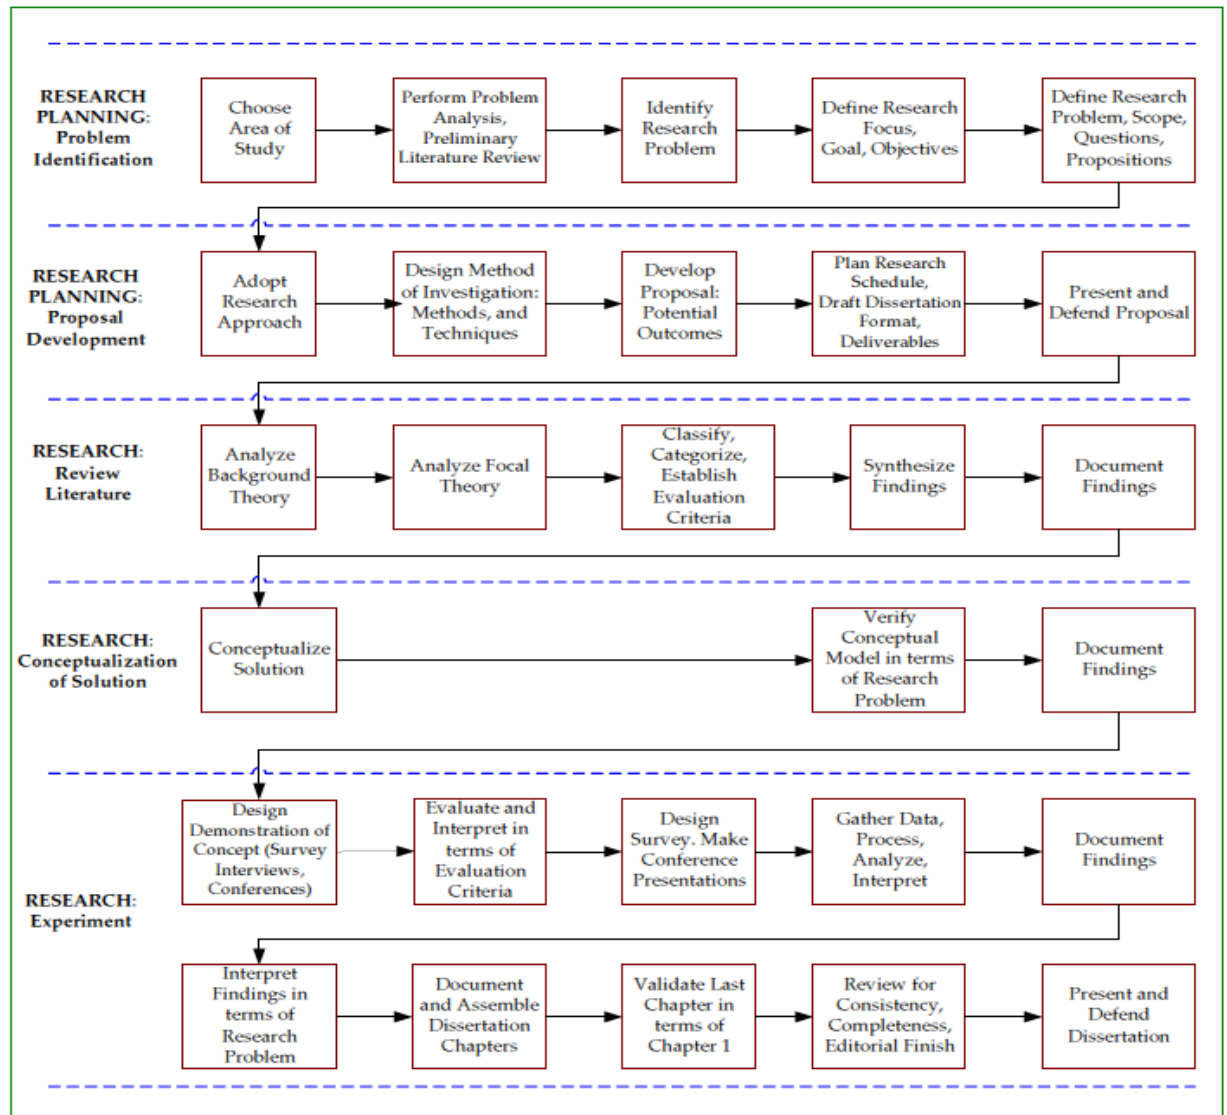 RESEARCH
PLANNING:
Problem
Identification
Choose
Area of
Study
Perform Problem
Analysis,
Preliminary
Literature Review
Identify
Research
Problem
Define Research
Focus,
Goal, Objectives
Define Research
Problem, Scope,
Questions,
Propositions
RESEARCH
PLANNING:
Proposal
Development
Adopt
Research
Approach
Design Method
of Investigation:
Methods, and
Techniques
Develop
Proposal:
Potential
Outcomes
Plan Research
Schedule,
Draft Dissertation
Format,
Deliverables
Present and
Defend Proposal
RESEARCH:
Review
Literature
Analyze
Background
Theory
Analyze Focal
Theory
Classify,
Categorize,
Establish
Evaluation
Criteria
Synthesize
Findings
Document
Findings
RESEARCH:
Conceptualization
of Solution
Conceptualize
Solution
Verify
Conceptual
Model in terms
of Research
Problem
Document
Findings
RESEARCH:
Experiment
Design
Demonstration of
Concept (Survey
Interviews,
Conferences)
Evaluate and
Interpret in
terms of
Evaluation
Criteria
Design
Survey. Make
Conference
Presentations
Gather Data,
Process,
Analyze,
Interpret
Document
Findings
Interpret
Findings in
terms of
Research
Problem
Document
and Assemble
Dissertation
Chapters
Validate Last
Chapter in
terms of
Chapter 1
Review for
Consistency,
Completeness,
Editorial Finish
Present and
Defend
Dissertation